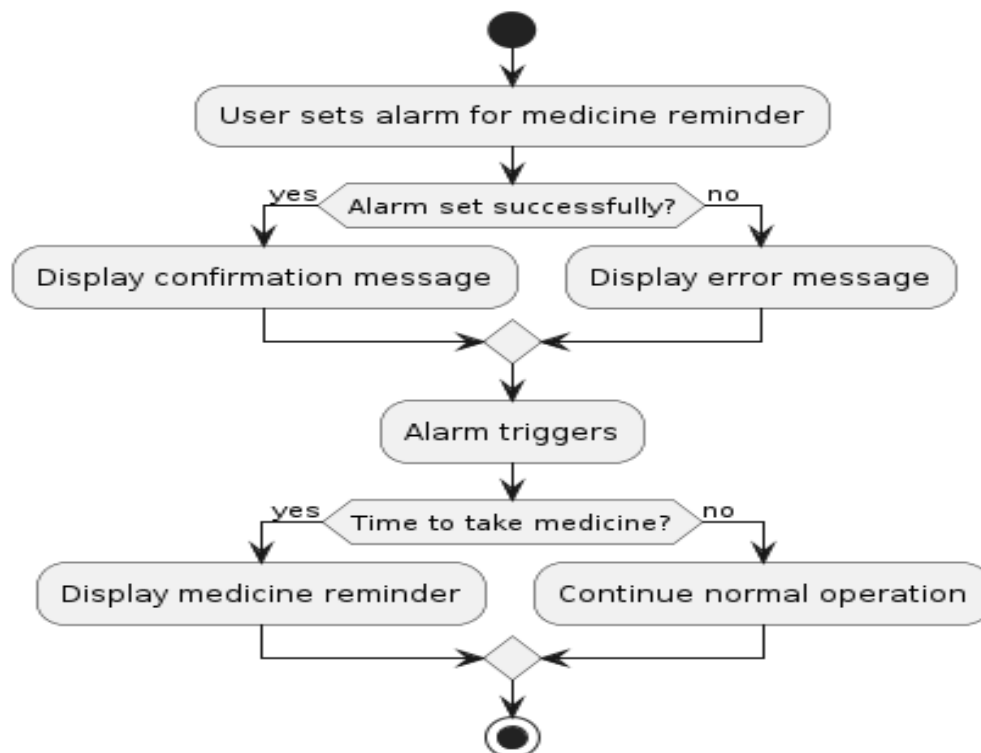 User sets alarm for medicine reminder
yes
Alarm set successfully?
no
Display confirmation message
Display error message
Alarm triggers
yes
Time to take medicine?
no
Display medicine reminder
Continue normal operation